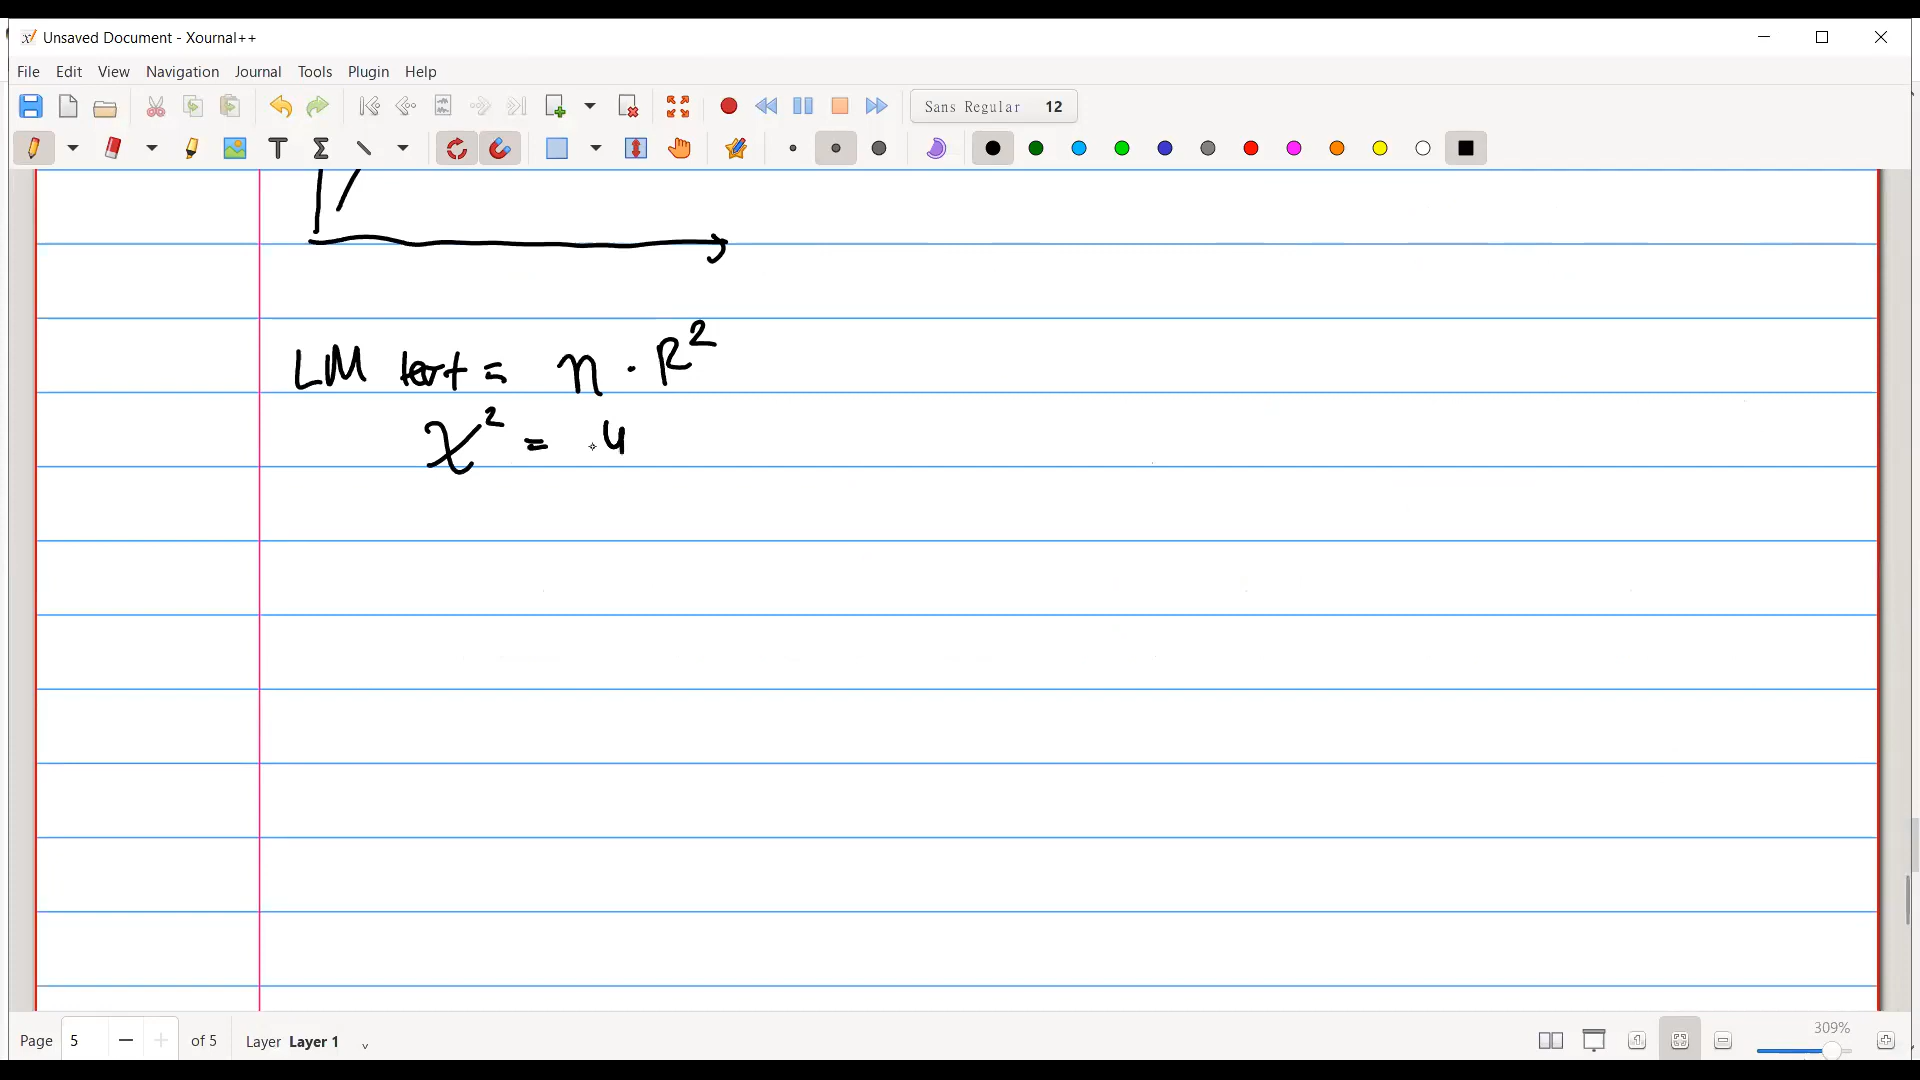 Unsaved Document - Xournal++
File Edit View Navigation Journal Tools Plugin Help
Sans Regular 12
LM test = n · R²
χ² = .4
Page 5 of 5 Layer Layer 1 309%